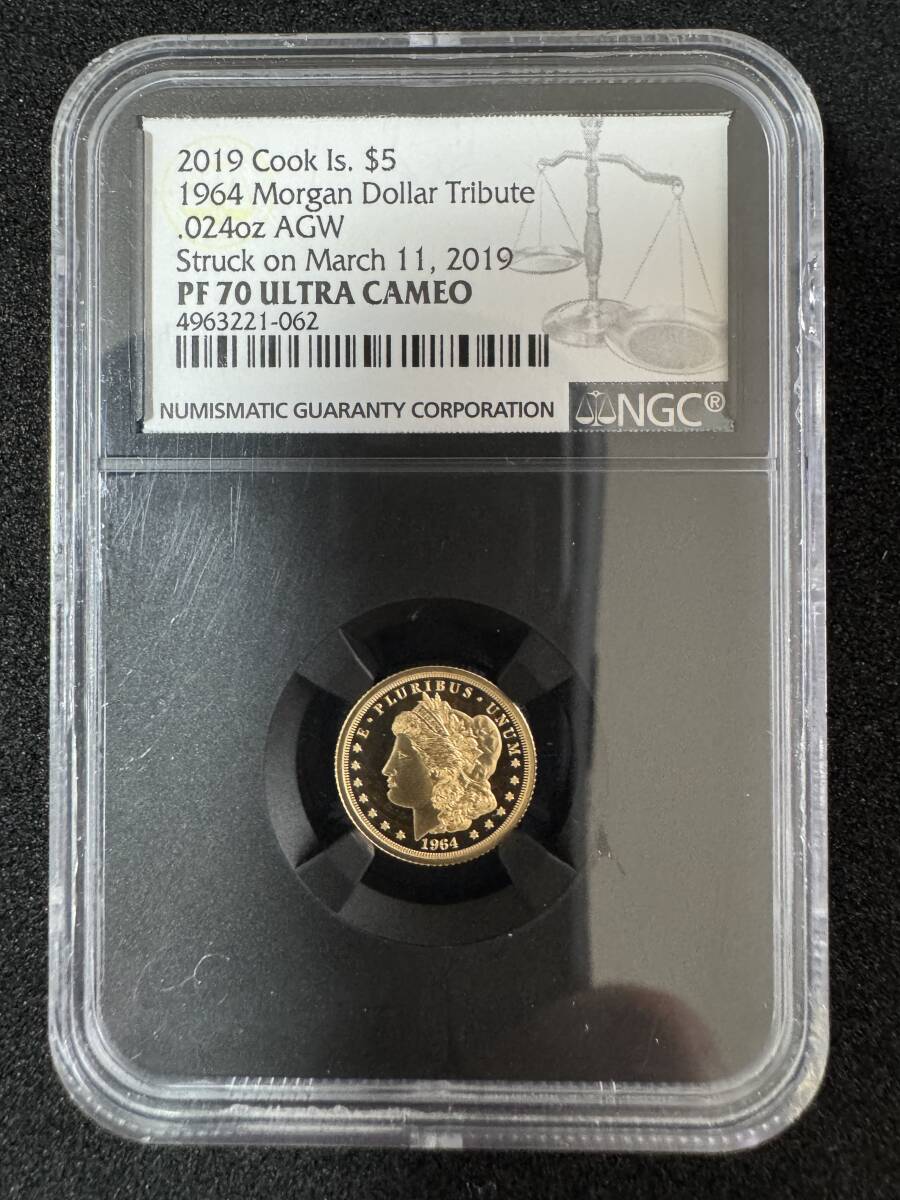 2019 Cook Is. $5
1964 Morgan Dollar Tribute
.024oz AGW
Struck on March 11, 2019
PF 70 ULTRA CAMEO
4963221-062
NUMISMATIC GUARANTY CORPORATION
NGC®
E · PLURIBUS · UNUM
1964